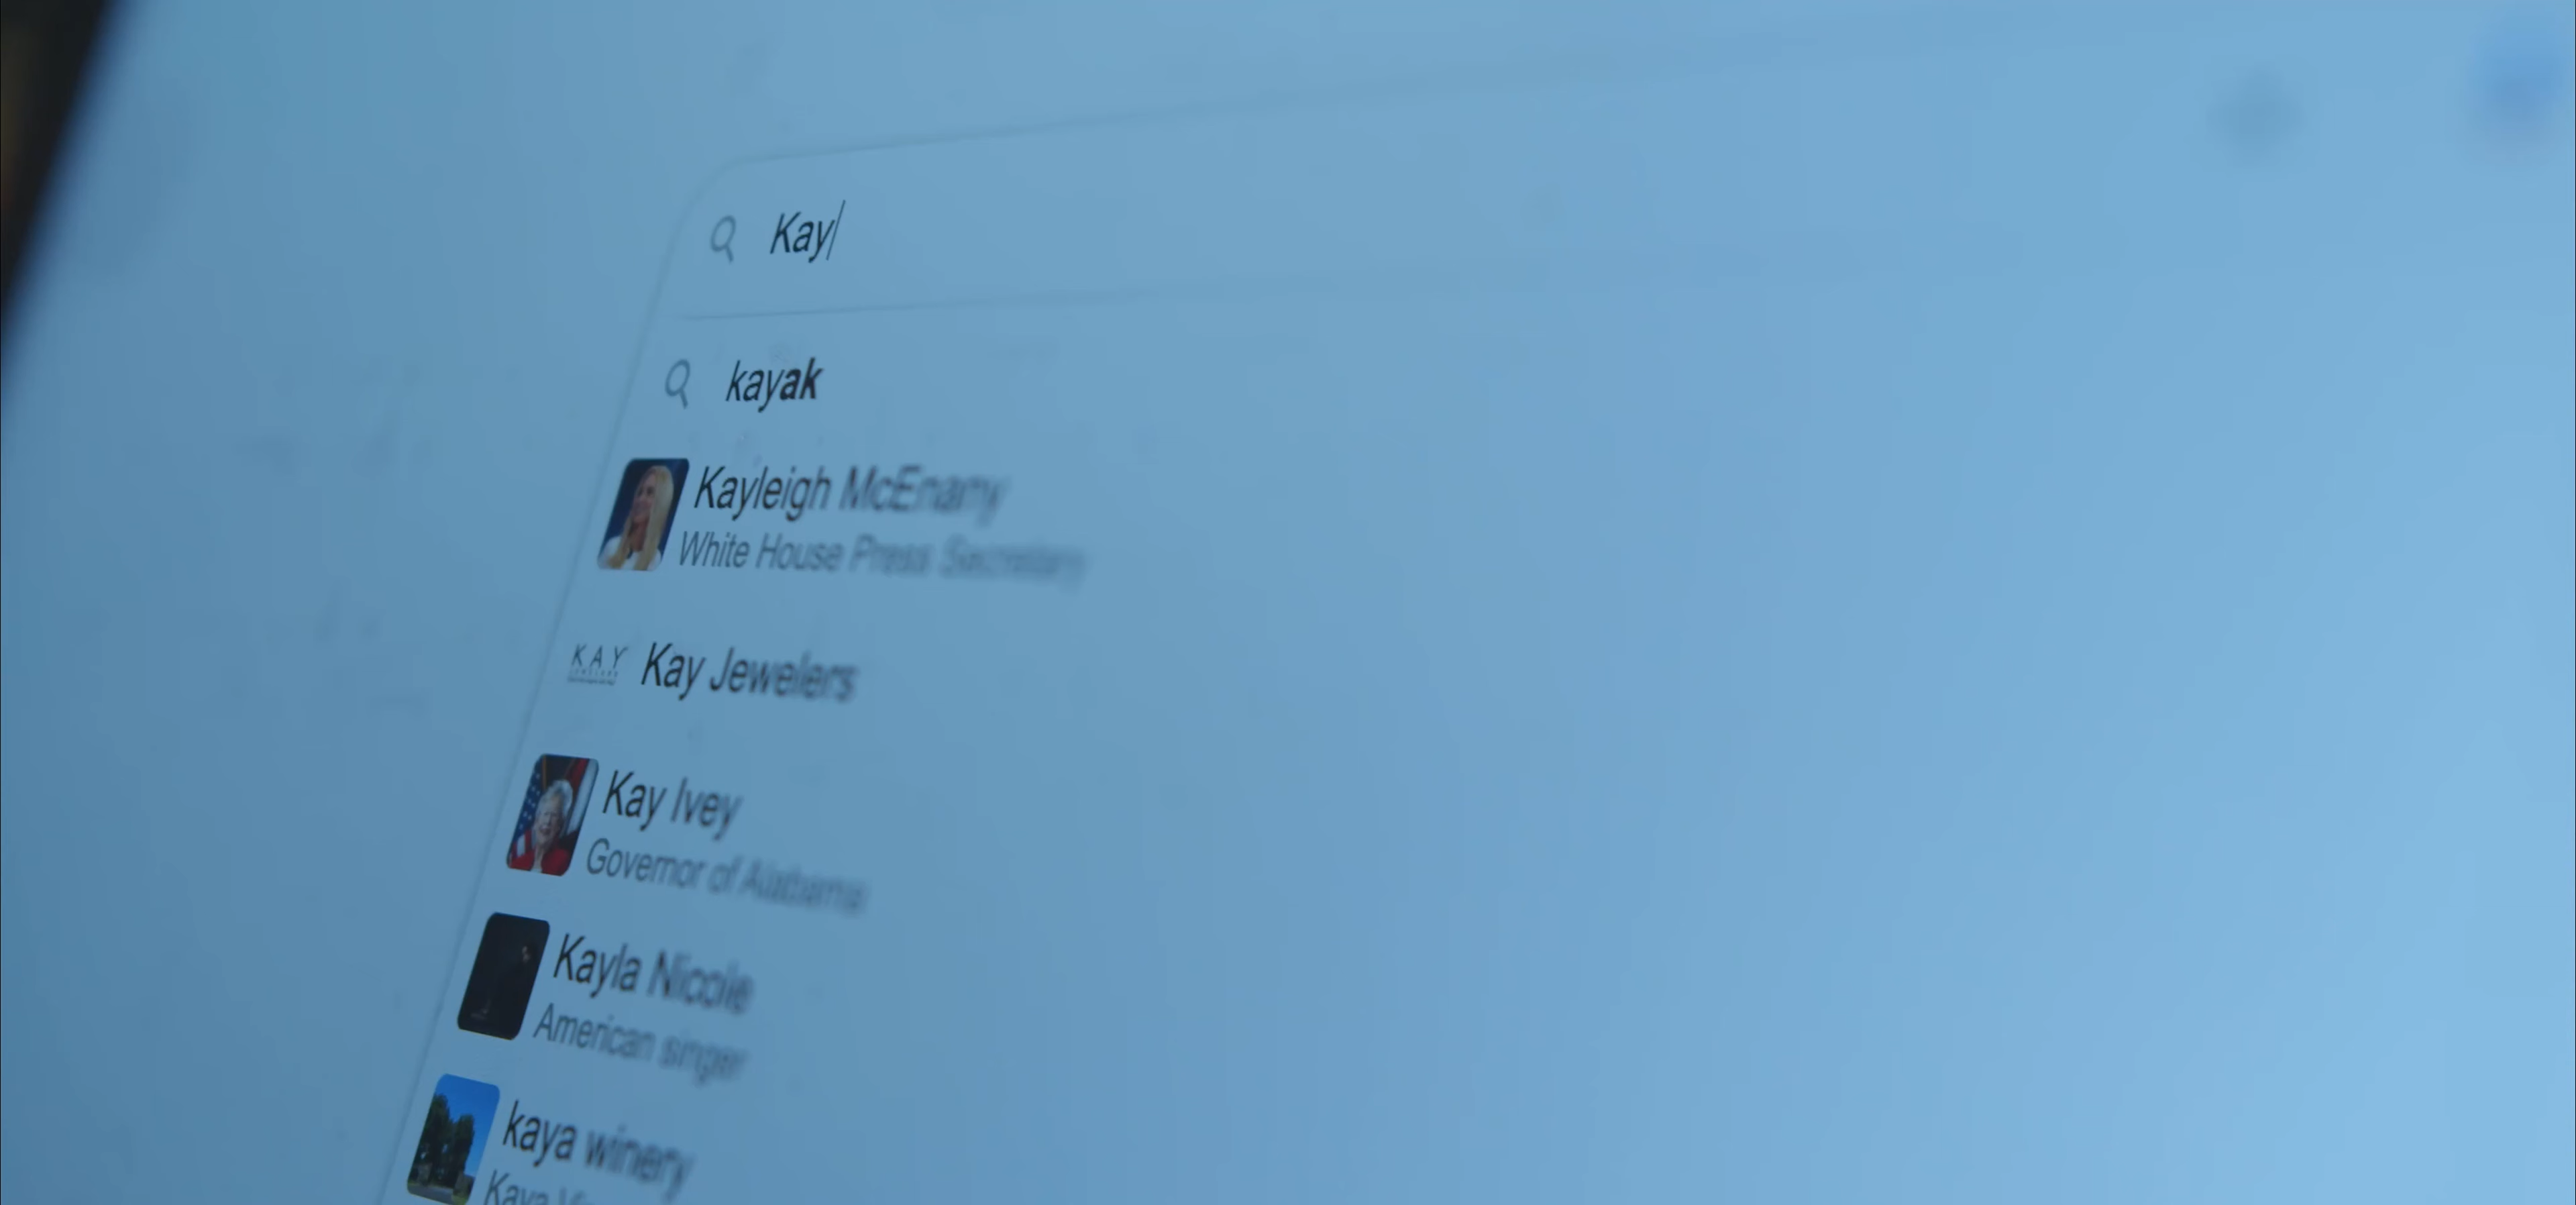 Kay
kayak
Kayleigh McEnany
White House Press Secretary
KAY
Kay Jewelers
Kay Ivey
Governor of Alabama
Kayla Nicole
American singer
kaya winery
Kaya